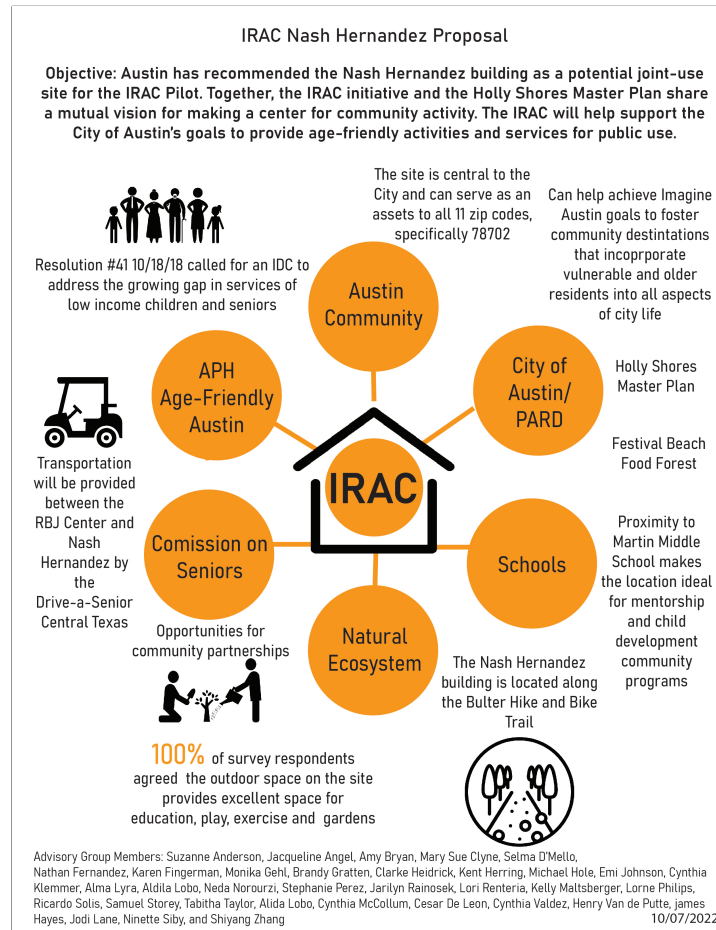 IRAC Nash Hernandez Proposal
Objective: Austin has recommended the Nash Hernandez building as a potential joint-use
site for the IRAC Pilot. Together, the IRAC initiative and the Holly Shores Master Plan share
a mutual vision for making a center for community activity. The IRAC will help support the
City of Austin's goals to provide age-friendly activities and services for public use.
The site is central to the
City and can serve as an
assets to all 11 zip codes,
specifically 78702
Can help achieve Imagine
Austin goals to foster
community destintations
that incoprporate
vulnerable and older
residents into all aspects
of city life
Resolution #41 10/18/18 called for an IDC to
address the growing gap in services of
low income children and seniors
Austin
Community
APH
Age-Friendly
Austin
City of
Austin/
PARD
Holly Shores
Master Plan
Festival Beach
Food Forest
IRAC
Transportation
will be provided
between the
RBJ Center and
Nash
Hernandez by
the
Drive-a-Senior
Central Texas
Comission on
Seniors
Schools
Proximity to
Martin Middle
School makes
the location ideal
for mentorship
and child
development
community
programs
Opportunities for
community partnerships
Natural
Ecosystem
The Nash Hernandez
building is located along
the Bulter Hike and Bike
Trail
100% of survey respondents
agreed the outdoor space on the site
provides excellent space for
education, play, exercise and gardens
Advisory Group Members: Suzanne Anderson, Jacqueline Angel, Amy Bryan, Mary Sue Clyne, Selma D'Mello,
Nathan Fernandez, Karen Fingerman, Monika Gehl, Brandy Gratten, Clarke Heidrick, Kent Herring, Michael Hole, Emi Johnson, Cynthia
Klemmer, Alma Lyra, Aldila Lobo, Neda Norourzi, Stephanie Perez, Jarilyn Rainosek, Lori Renteria, Kelly Maltsberger, Lorne Philips,
Ricardo Solis, Samuel Storey, Tabitha Taylor, Alida Lobo, Cynthia McCollum, Cesar De Leon, Cynthia Valdez, Henry Van de Putte, james
Hayes, Jodi Lane, Ninette Siby, and Shiyang Zhang
10/07/2022